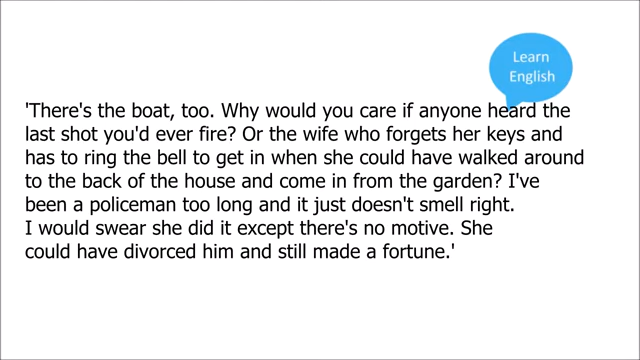 Learn
English
'There's the boat, too. Why would you care if anyone heard the
last shot you'd ever fire? Or the wife who forgets her keys and
has to ring the bell to get in when she could have walked around
to the back of the house and come in from the garden? I've
been a policeman too long and it just doesn't smell right.
I would swear she did it except there's no motive. She
could have divorced him and still made a fortune.'